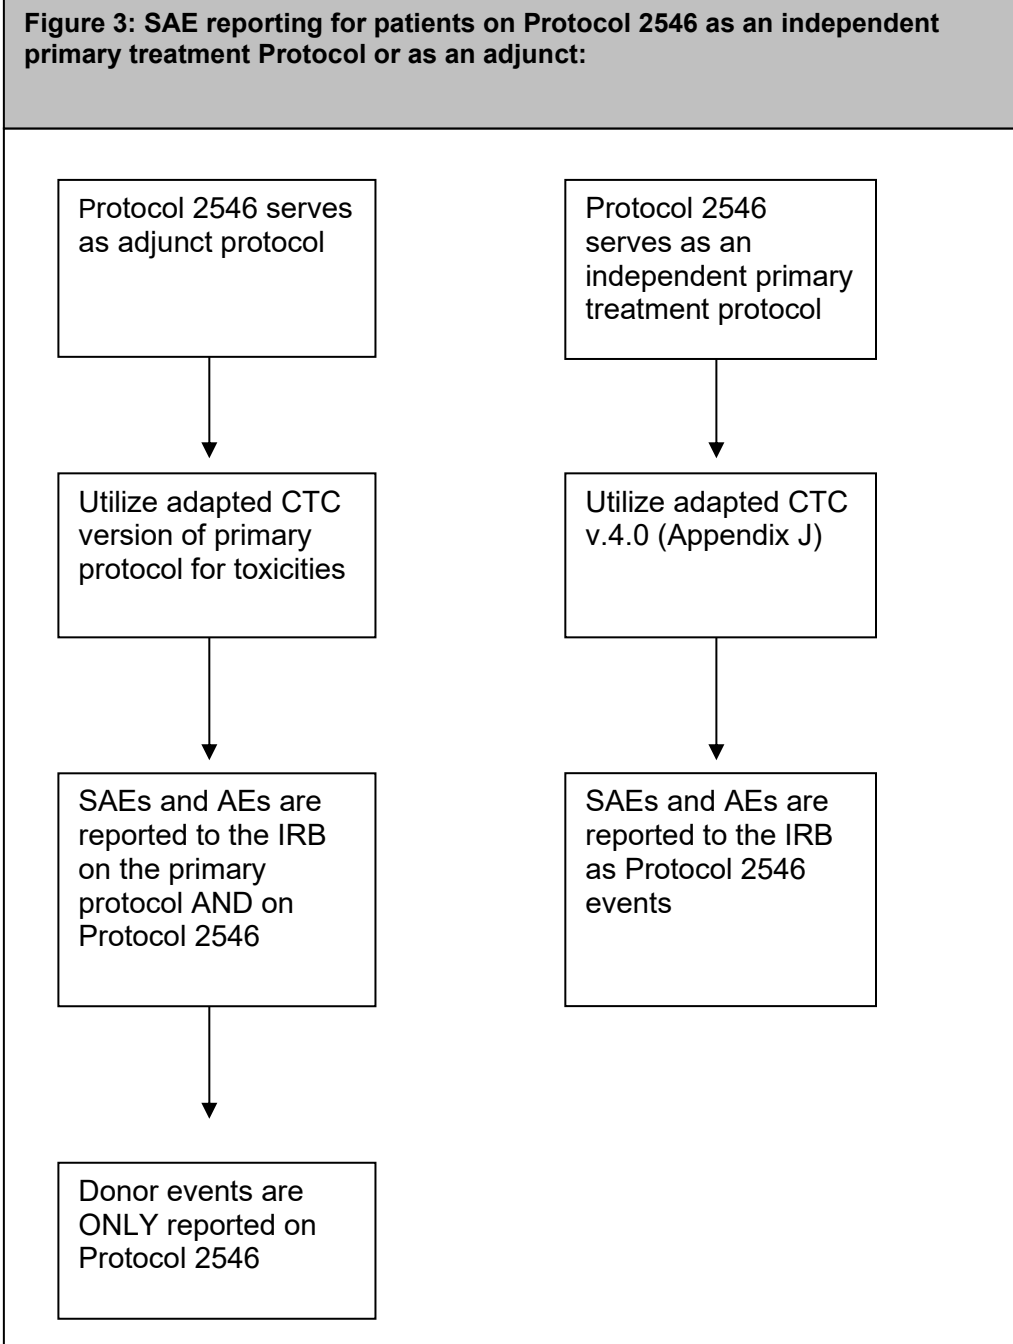 Figure 3: SAE reporting for patients on Protocol 2546 as an independent
primary treatment Protocol or as an adjunct:
Protocol 2546 serves
as adjunct protocol
Utilize adapted CTC
version of primary
protocol for toxicities
SAEs and AEs are
reported to the IRB
on the primary
protocol AND on
Protocol 2546
Donor events are
ONLY reported on
Protocol 2546
Protocol 2546
serves as an
independent primary
treatment protocol
Utilize adapted CTC
v.4.0 (Appendix J)
SAEs and AEs are
reported to the IRB
as Protocol 2546
events